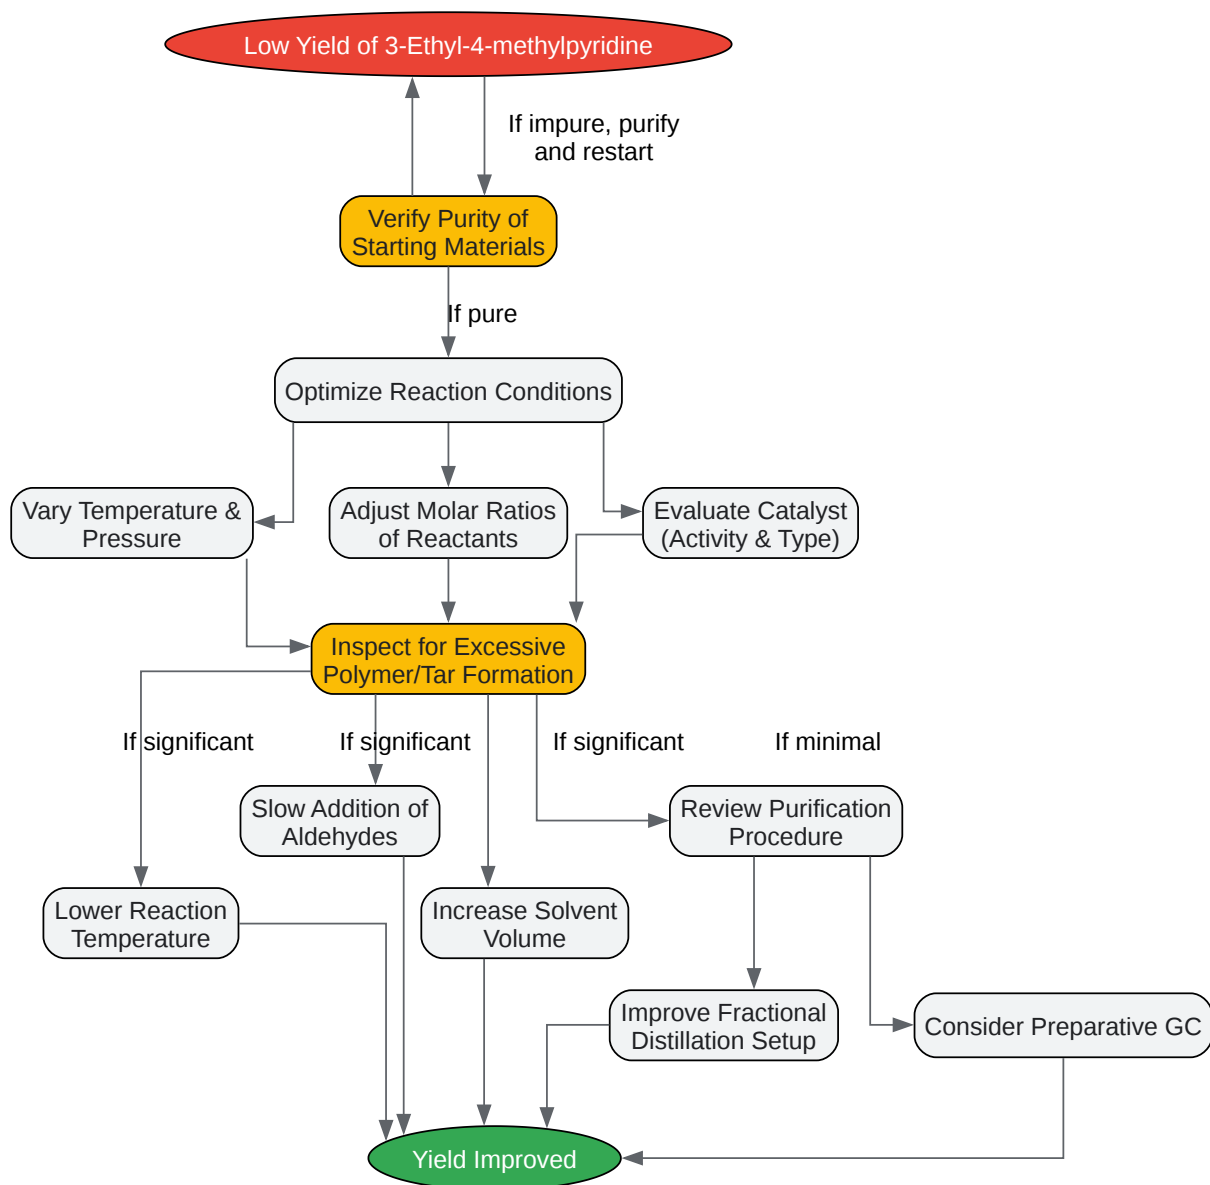 Low Yield of 3-Ethyl-4-methylpyridine
If impure, purify
and restart
Verify Purity of
Starting Materials
If pure
Optimize Reaction Conditions
Vary Temperature &
Pressure
Adjust Molar Ratios
of Reactants
Evaluate Catalyst
(Activity & Type)
Inspect for Excessive
Polymer/Tar Formation
If significant
If significant
If significant
If minimal
Slow Addition of
Aldehydes
Review Purification
Procedure
Lower Reaction
Temperature
Increase Solvent
Volume
Improve Fractional
Distillation Setup
Consider Preparative GC
Yield Improved